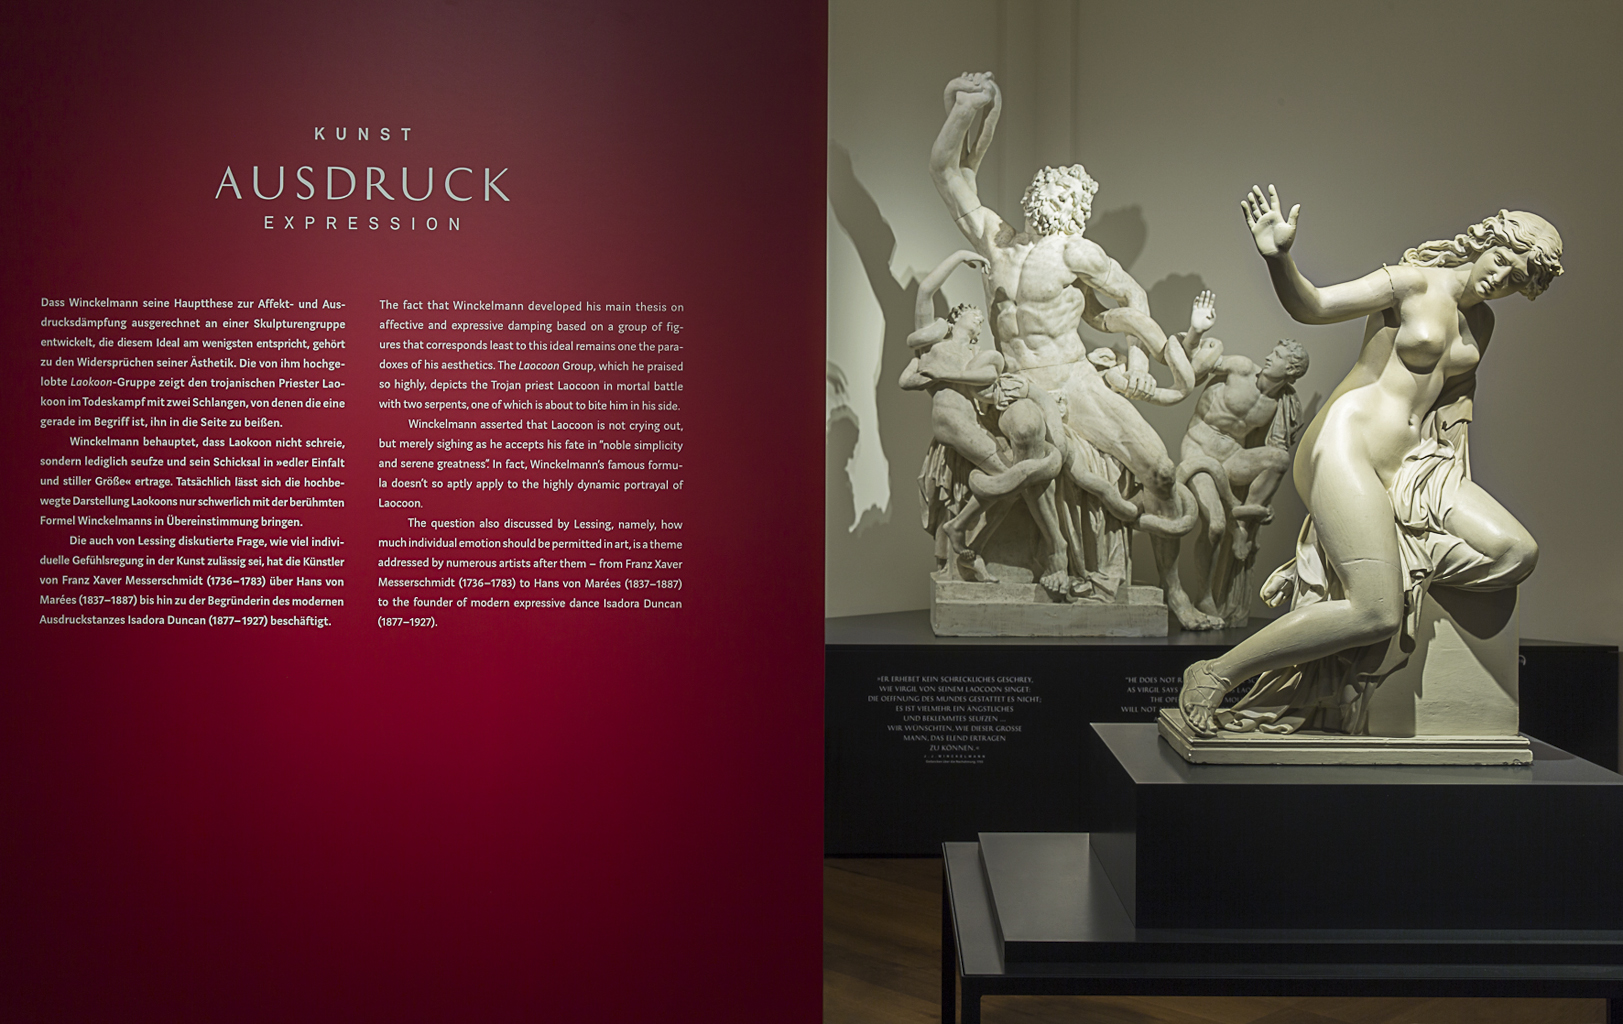 KUNST
AUSDRUCK
EXPRESSION
Dass Winckelmann seine Hauptthese zur Affekt- und Aus-
drucksdämpfung ausgerechnet an einer Skulpturengruppe
entwickelt, die diesem Ideal am wenigsten entspricht, gehört
zu den Widersprüchen seiner Ästhetik. Die von ihm hochge-
lobte Laokoon-Gruppe zeigt den trojanischen Priester Lao-
koon im Todeskampf mit zwei Schlangen, von denen die eine
gerade im Begriff ist, ihn in die Seite zu beißen.
Winckelmann behauptet, dass Laokoon nicht schreie,
sondern lediglich seufze und sein Schicksal in »edler Einfalt
und stiller Größe« ertrage. Tatsächlich lässt sich die hochbe-
wegte Darstellung Laokoons nur schwerlich mit der berühmten
Formel Winckelmanns in Übereinstimmung bringen.
Die auch von Lessing diskutierte Frage, wie viel indivi-
duelle Gefühlsregung in der Kunst zulässig sei, hat die Künstler
von Franz Xaver Messerschmidt (1736–1783) über Hans von
Marées (1837–1887) bis hin zu der Begründerin des modernen
Ausdruckstanzes Isadora Duncan (1877–1927) beschäftigt.
The fact that Winckelmann developed his main thesis on
affective and expressive damping based on a group of fig-
ures that corresponds least to this ideal remains one the para-
doxes of his aesthetics. The Laocoon Group, which he praised
so highly, depicts the Trojan priest Laocoon in mortal battle
with two serpents, one of which is about to bite him in his side.
Winckelmann asserted that Laocoon is not crying out,
but merely sighing as he accepts his fate in "noble simplicity
and serene greatness". In fact, Winckelmann's famous formu-
la doesn't so aptly apply to the highly dynamic portrayal of
Laocoon.
The question also discussed by Lessing, namely, how
much individual emotion should be permitted in art, is a theme
addressed by numerous artists after them – from Franz Xaver
Messerschmidt (1736–1783) to Hans von Marées (1837–1887)
to the founder of modern expressive dance Isadora Duncan
(1877–1927).
»ER ERHEBET KEIN SCHRECKLICHES GESCHREY,
WIE VIRGIL VON SEINEM LAOCOON SINGET:
DIE OEFFNUNG DES MUNDES GESTATTET ES NICHT;
ES IST VIELMEHR EIN ÄNGSTLICHES
UND BEKLEMMTES SEUFZEN ...
WIR WÜNSCHTEN, WIE DIESER GROSSE
MANN, DAS ELEND ERTRAGEN
ZU KÖNNEN.«
J. J. WINCKELMANN
"HE DOES NOT
AS VIRGIL SAYS
THE
WILL NOT